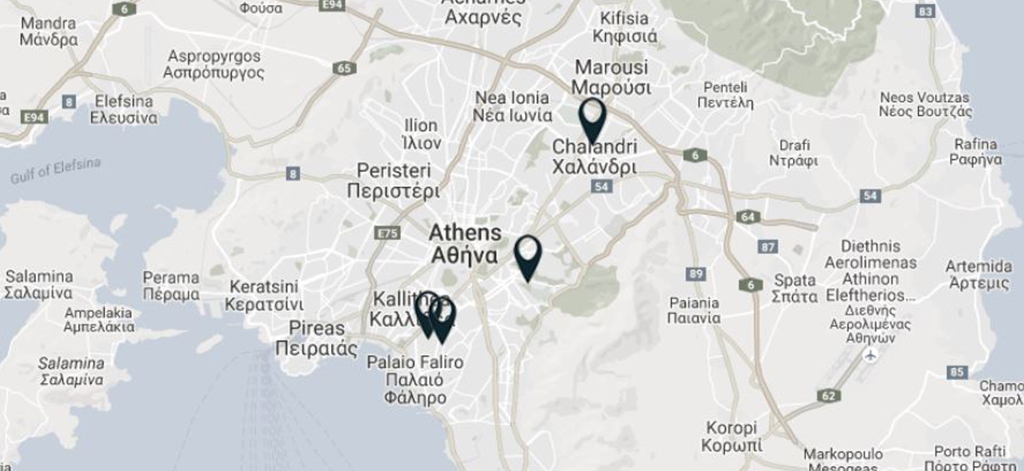 Φούσα
E94
Acharnes
Αχαρνές
Kifisia
Κηφισιά
83
6
Mandra
Μάνδρα
Aspropyrgos
Ασπρόπυργος
65
Marousi
Μαρούσι
8
Elefsina
Ελευσίνα
E94
Nea Ionia
Νέα Ιωνία
Penteli
Πεντέλη
Neos Voutzas
Νέος Βουτζάς
Ilion
Ίλιον
Chalandri
Χαλάνδρι
6
Drafi
Ντράφι
Rafina
Ραφήνα
Gulf of Elefsina
8
Peristeri
Περιστέρι
54
54
64
E75
Athens
Αθήνα
87
Salamina
Σαλαμίνα
Perama
Πέραμα
Keratsini
Κερατσίνι
89
6
Spata
Σπάτα
Diethnis
Aerolimenas
Athinon
Eleftherios...
Διεθνής
Αερολιμένας
Αθηνών
Artemida
Άρτεμις
Ampelakia
Αμπελάκια
Pireas
Πειραιάς
Paiania
Παιανία
Salamina
Σαλαμίνα
Palaio Faliro
Παλαιό
Φάληρο
85
62
Koropi
Κορωπί
Markopoulo
Mesogeas
Porto Rafti
Πόρτο Ράφτη